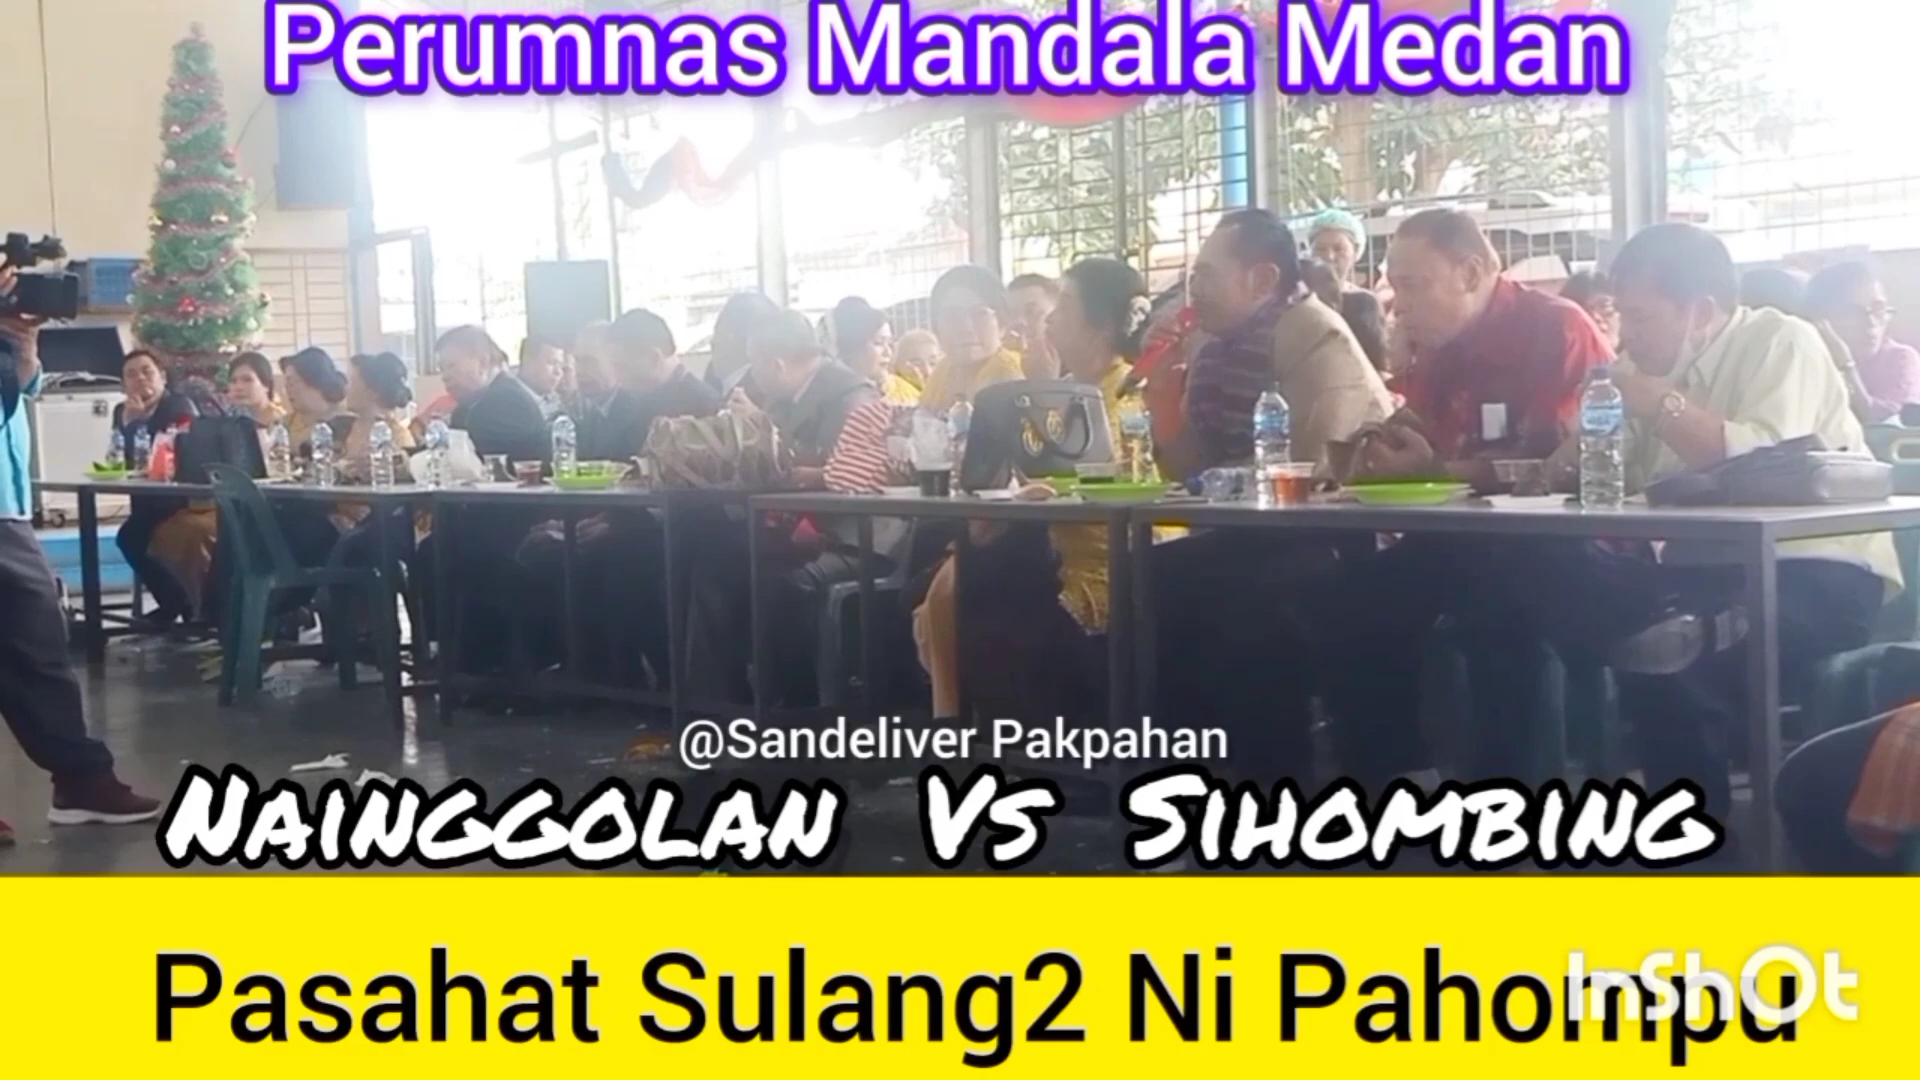 Perumnas Mandala Medan
@Sandeliver Pakpahan
Nainggolan Vs Sihombing
Pasahat Sulang2 Ni Pahompu
InShOt